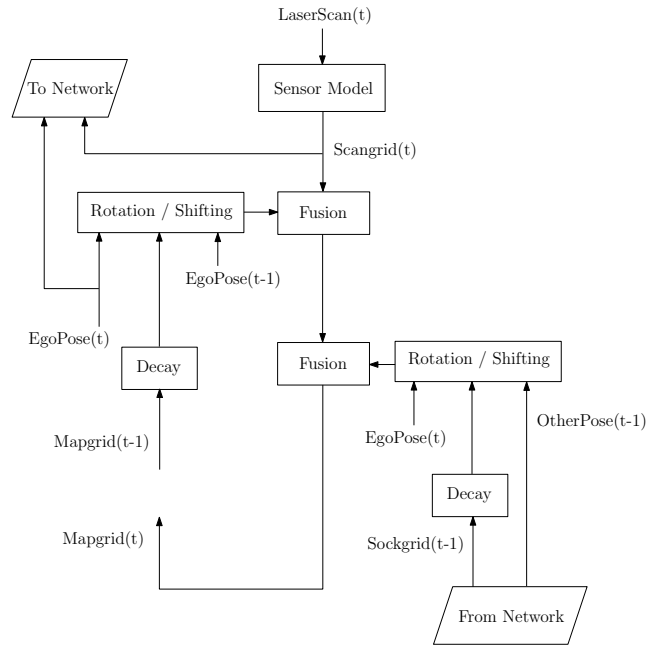 LaserScan(t)
To Network
Sensor Model
Scangrid(t)
Rotation / Shifting
Fusion
EgoPose(t-1)
EgoPose(t)
Decay
Fusion
Rotation / Shifting
Mapgrid(t-1)
EgoPose(t)
OtherPose(t-1)
Decay
Mapgrid(t)
Sockgrid(t-1)
From Network